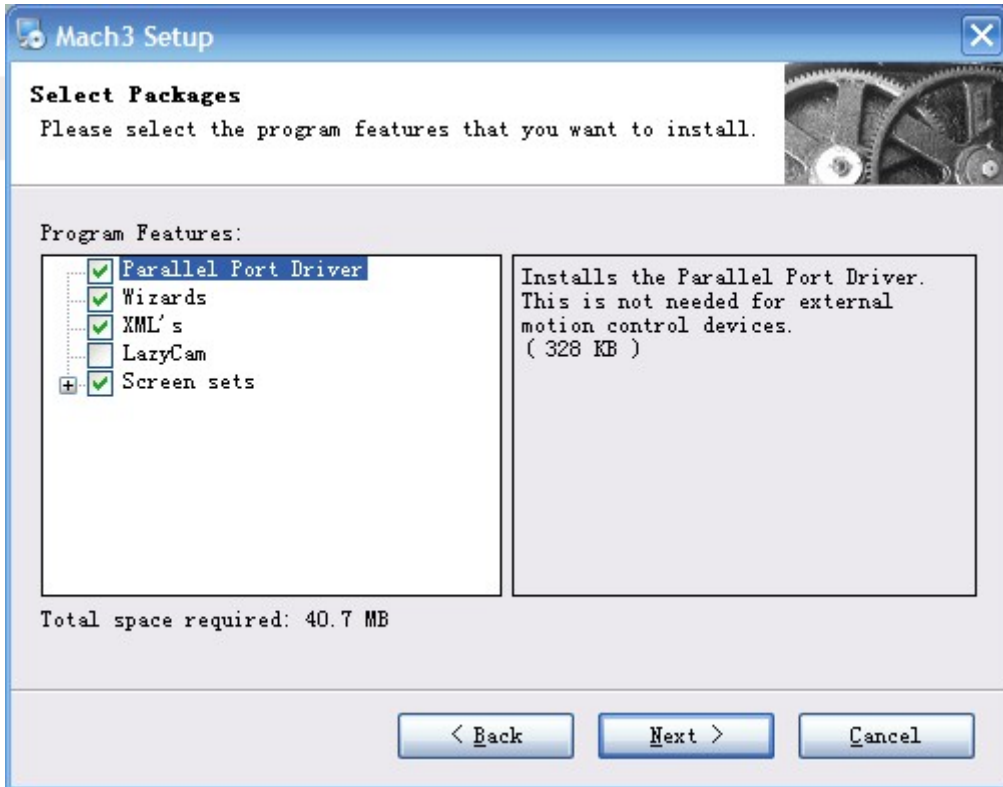 Mach3 Setup
Select Packages
Please select the program features that you want to install.
Program Features:
Parallel Port Driver
Wizards
XML's
LazyCam
Screen sets
Installs the Parallel Port Driver.
This is not needed for external
motion control devices.
( 328 KB )
Total space required: 40.7 MB
< Back
Next >
Cancel